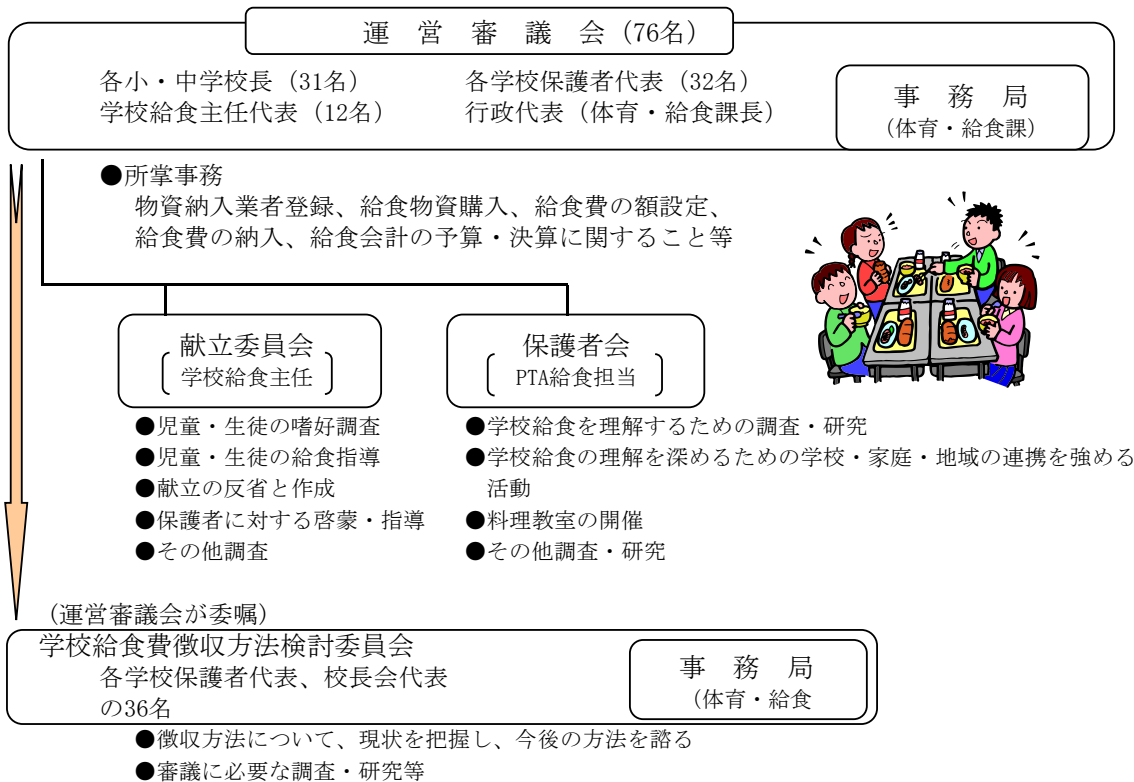 運 営 審 議 会(76名)
各小・中学校長(31名)
学校給食主任代表(12名)
各学校保護者代表(32名)
行政代表(体育・給食課長)
事 務 局
(体育・給食課)
●所掌事務
物資納入業者登録、給食物資購入、給食費の額設定、
給食費の納入、給食会計の予算・決算に関すること等
献立委員会
学校給食主任
●児童・生徒の嗜好調査
●児童・生徒の給食指導
●献立の反省と作成
●保護者に対する啓蒙・指導
●その他調査
保護者会
PTA給食担当
●学校給食を理解するための調査・研究
●学校給食の理解を深めるための学校・家庭・地域の連携を強める
活動
●料理教室の開催
●その他調査・研究
(運営審議会が委嘱)
学校給食費徴収方法検討委員会
各学校保護者代表、校長会代表
の36名
事 務 局
(体育・給食
●徴収方法について、現状を把握し、今後の方法を諮る
●審議に必要な調査・研究等